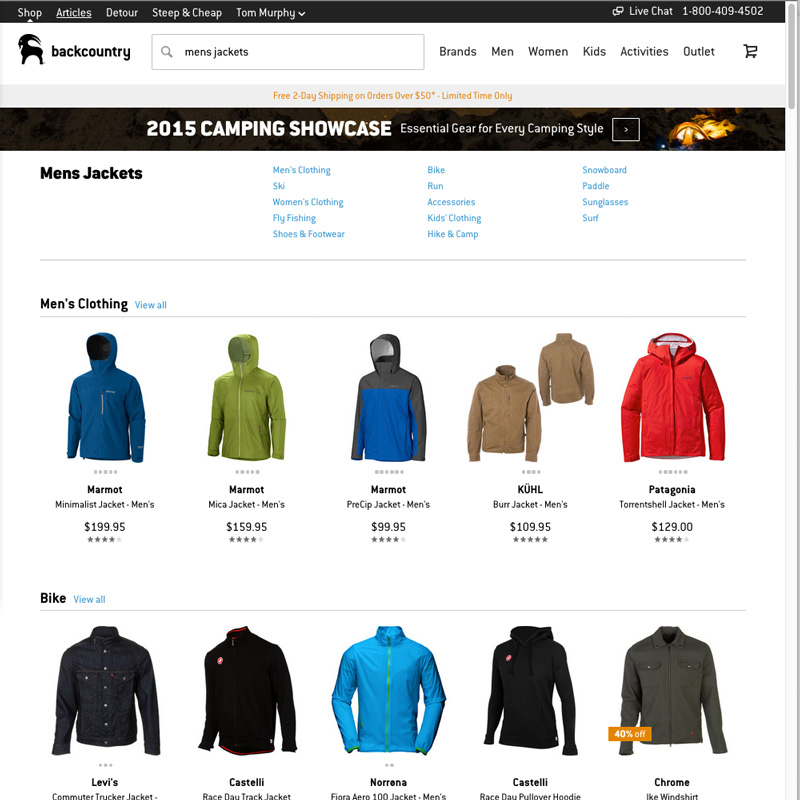 Shop Articles Detour Steep & Cheap Tom Murphy Live Chat 1-800-409-4502
backcountry mens jackets Brands Men Women Kids Activities Outlet
Free 2-Day Shipping on Orders Over $50* - Limited Time Only
2015 CAMPING SHOWCASE Essential Gear for Every Camping Style >
Mens Jackets
Men's Clothing Bike Snowboard
Ski Run Paddle
Women's Clothing Accessories Sunglasses
Fly Fishing Kids' Clothing Surf
Shoes & Footwear Hike & Camp
Men's Clothing View all
Marmot Marmot Marmot KÜHL Patagonia
Minimalist Jacket - Men's Mica Jacket - Men's PreCip Jacket - Men's Burr Jacket - Men's Torrentshell Jacket - Men's
$199.95 $159.95 $99.95 $109.95 $129.00
Bike View all
40% off
Levi's Castelli Norrøna Castelli Chrome
Commuter Trucker Jacket - Race Day Track Jacket Fiora Aero 100 Jacket - Men's Race Day Pullover Hoodie Ike Windshirt